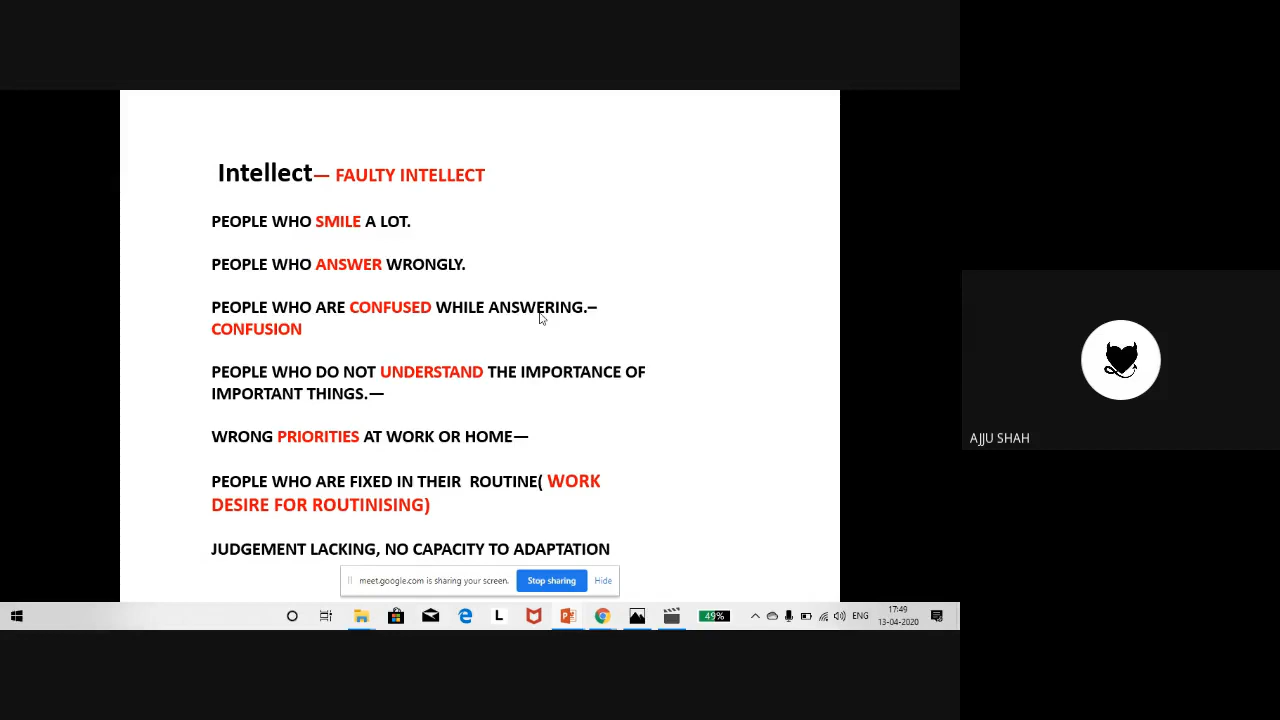 Intellect— FAULTY INTELLECT
PEOPLE WHO SMILE A LOT.
PEOPLE WHO ANSWER WRONGLY.
PEOPLE WHO ARE CONFUSED WHILE ANSWERING.–
CONFUSION
PEOPLE WHO DO NOT UNDERSTAND THE IMPORTANCE OF
IMPORTANT THINGS.—
WRONG PRIORITIES AT WORK OR HOME—
PEOPLE WHO ARE FIXED IN THEIR ROUTINE( WORK
DESIRE FOR ROUTINISING)
JUDGEMENT LACKING, NO CAPACITY TO ADAPTATION
meet.google.com is sharing your screen. Stop sharing Hide
AJJU SHAH
L
49%
ENG
17:49
13-04-2020